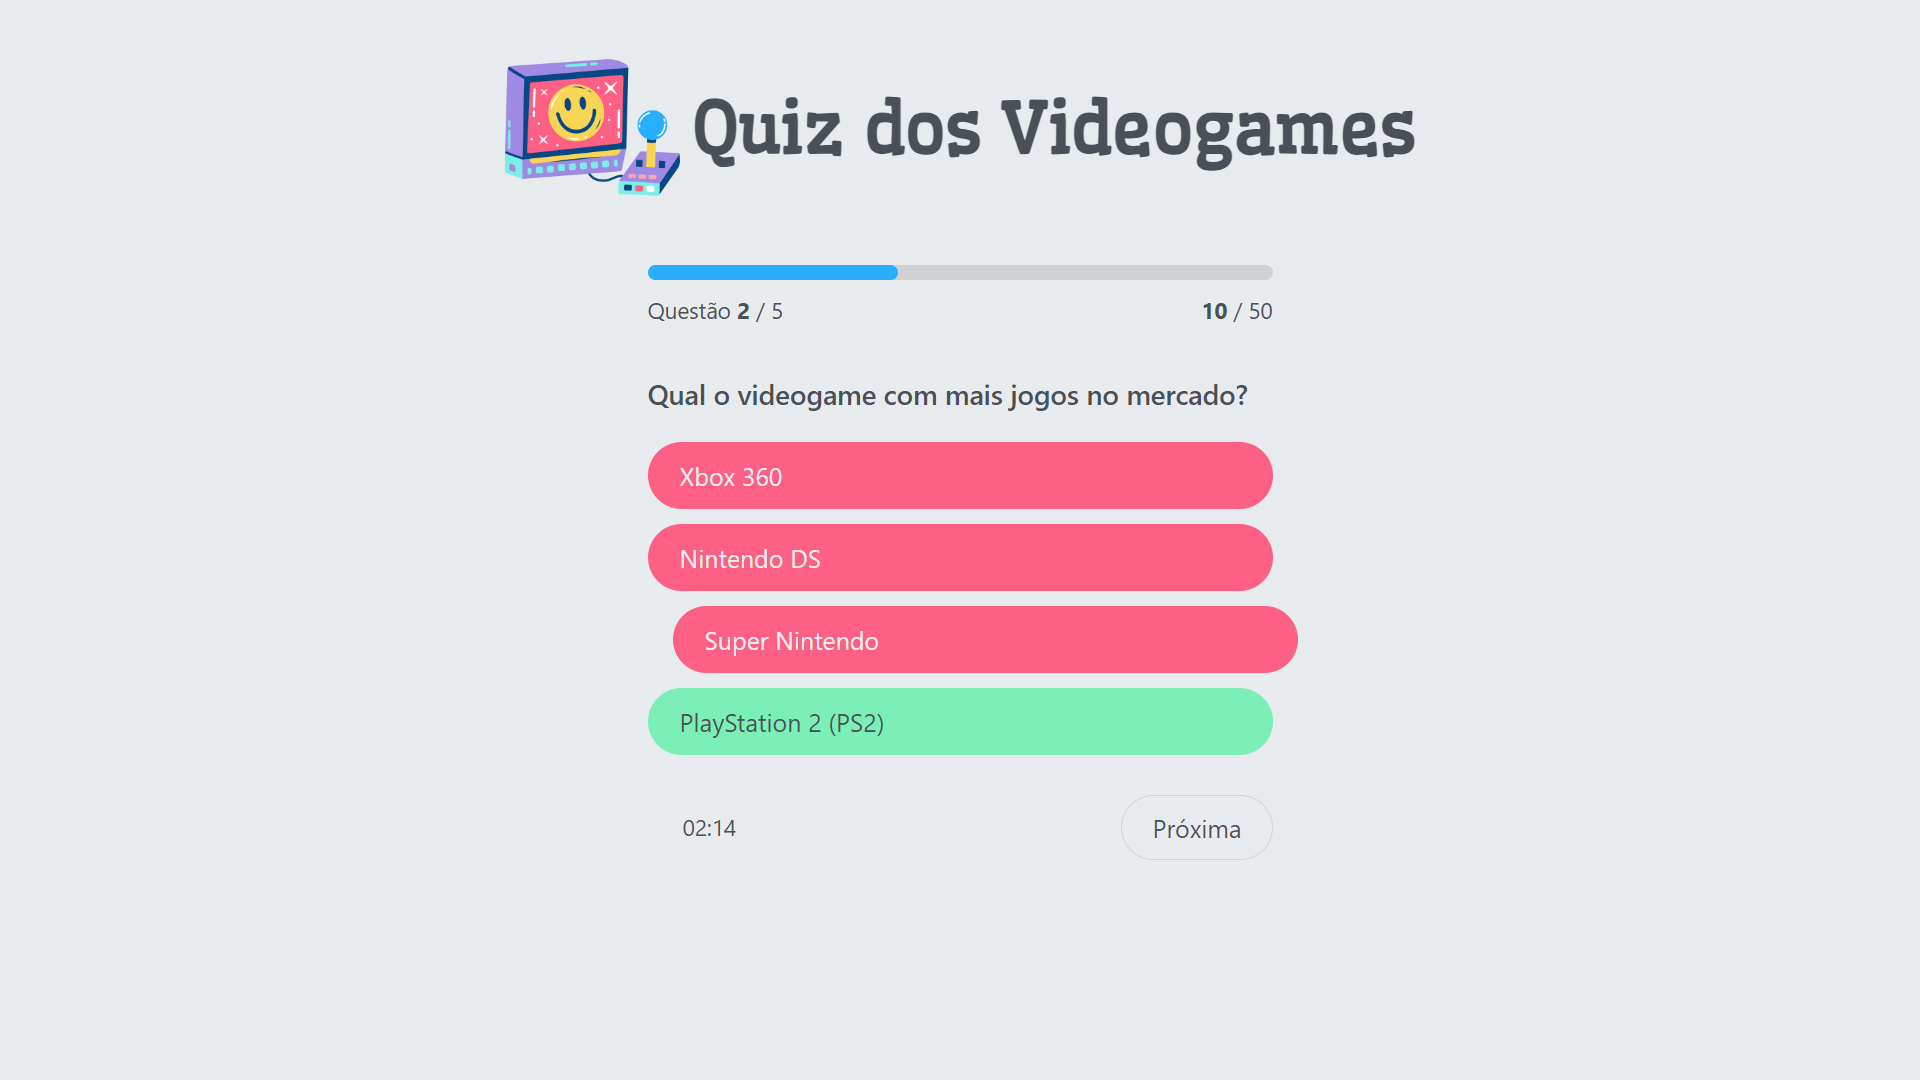 Quiz dos Videogames
Questão 2 / 5
10 / 50
Qual o videogame com mais jogos no mercado?
Xbox 360
Nintendo DS
Super Nintendo
PlayStation 2 (PS2)
02:14
Próxima